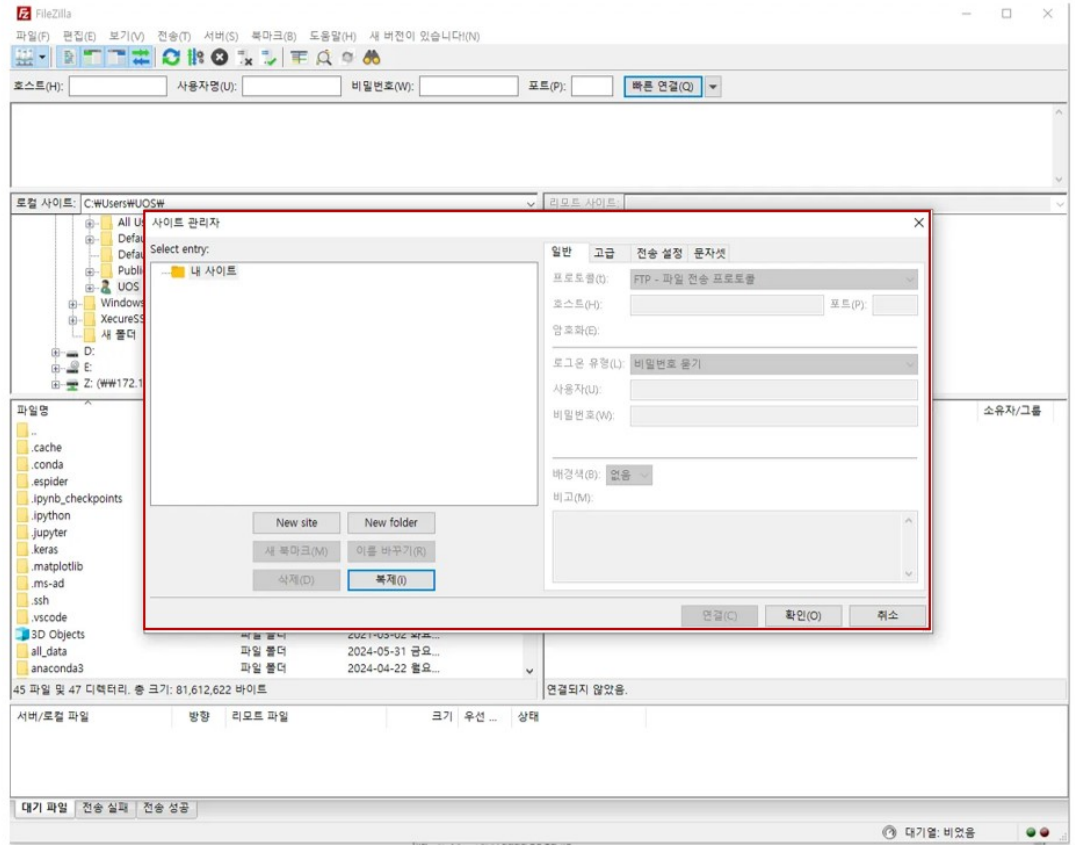 FileZilla
파일(F) 편집(E) 보기(V) 전송(T) 서버(S) 북마크(B) 도움말(H) 새 버전이 있습니다!(N)
호스트(H): 사용자명(U): 비밀번호(W): 포트(P): 빠른 연결(Q)
로컬 사이트: C:₩Users₩UOS₩
리모트 사이트:
All Us
Defau
Defau
Publi
UOS
Windows
XecureSS
새 폴더
D:
E:
Z: (₩₩172.1
사이트 관리자
Select entry:
내 사이트
New site New folder
새 북마크(M) 이름 바꾸기(R)
삭제(D) 복제(I)
일반 고급 전송 설정 문자셋
프로토콜(t): FTP - 파일 전송 프로토콜
호스트(H): 포트(P):
암호화(E):
로그온 유형(L): 비밀번호 묻기
사용자(U):
비밀번호(W):
배경색(B): 없음
비고(M):
연결(C) 확인(O) 취소
파일명
소유자/그룹
..
.cache
.conda
.espider
.ipynb_checkpoints
.ipython
.jupyter
.keras
.matplotlib
.ms-ad
.ssh
.vscode
3D Objects 파일 폴더 2021-05-02 화요...
all_data 파일 폴더 2024-05-31 금요...
anaconda3 파일 폴더 2024-04-22 월요...
45 파일 및 47 디렉터리. 총 크기: 81,612,622 바이트
연결되지 않았음.
서버/로컬 파일 방향 리모트 파일 크기 우선 ... 상태
대기 파일 전송 실패 전송 성공
대기열: 비었음